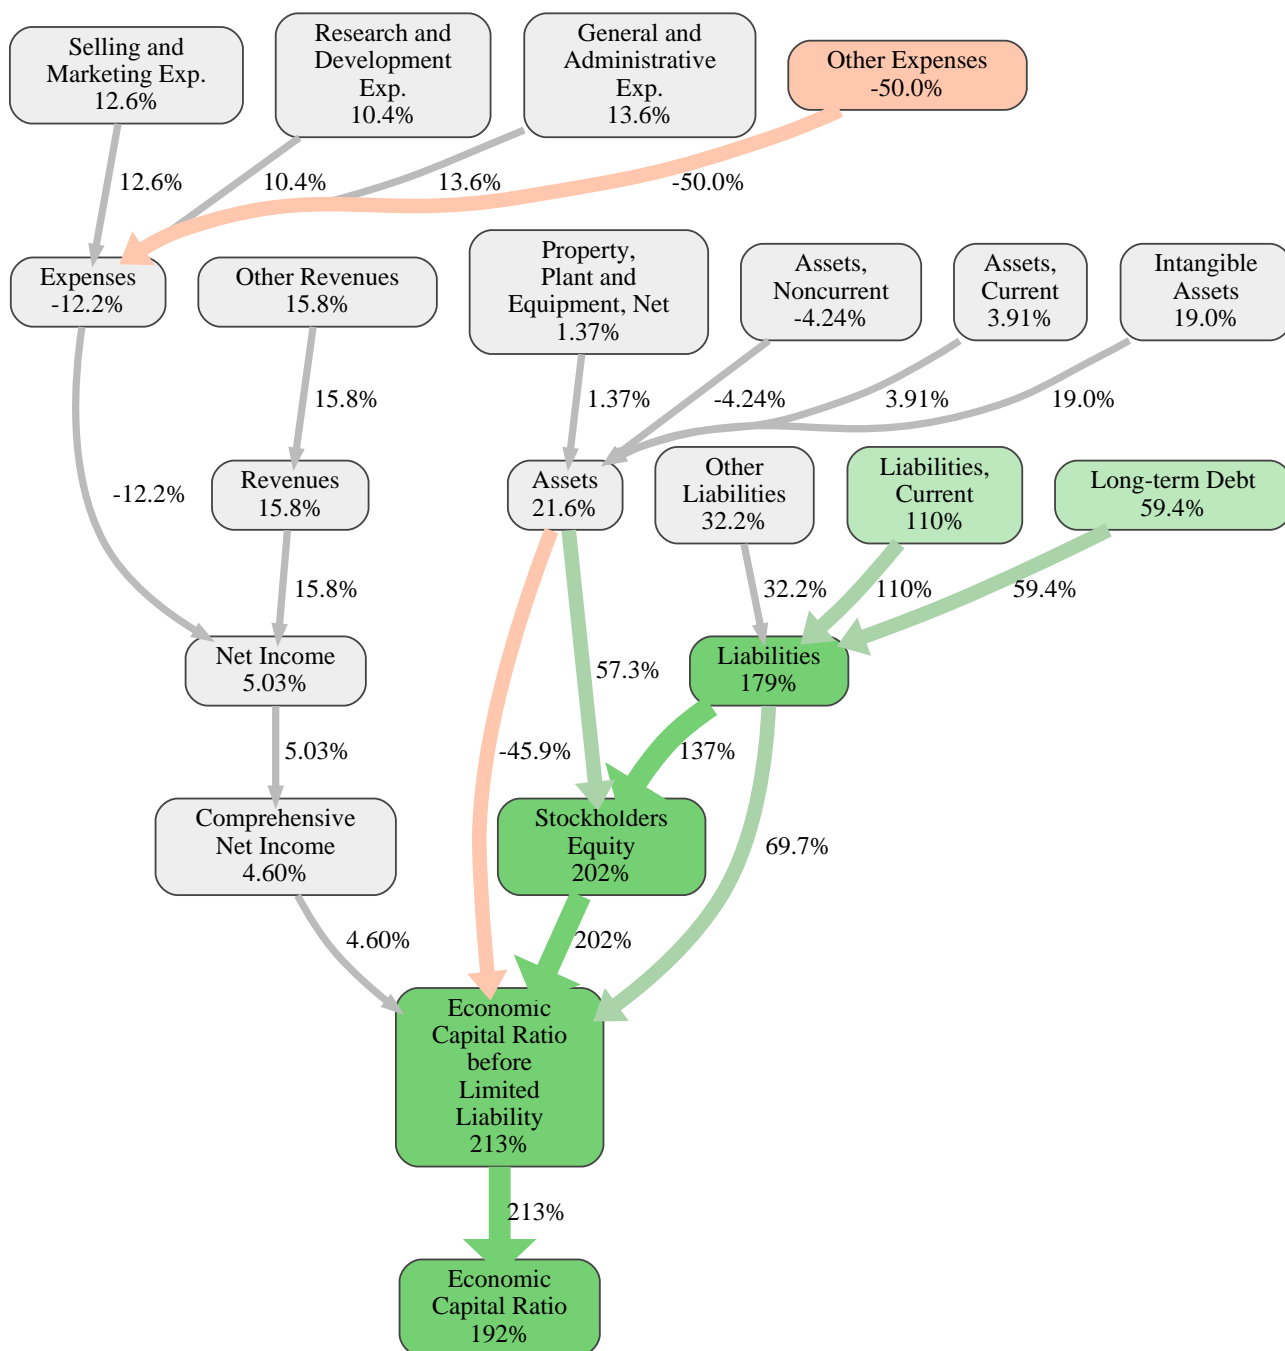 Selling and
Marketing Exp.
12.6%
Research and
Development
Exp.
10.4%
General and
Administrative
Exp.
13.6%
Other Expenses
-50.0%
12.6%
10.4%
13.6%
-50.0%
Expenses
-12.2%
Other Revenues
15.8%
Property,
Plant and
Equipment, Net
1.37%
Assets,
Noncurrent
-4.24%
Assets,
Current
3.91%
Intangible
Assets
19.0%
15.8%
1.37%
-4.24%
3.91%
19.0%
-12.2%
Revenues
15.8%
Assets
21.6%
Other
Liabilities
32.2%
Liabilities,
Current
110%
Long-term Debt
59.4%
15.8%
32.2%
110%
59.4%
Net Income
5.03%
57.3%
Liabilities
179%
5.03%
-45.9%
137%
Comprehensive
Net Income
4.60%
Stockholders
Equity
202%
69.7%
4.60%
202%
Economic
Capital Ratio
before
Limited
Liability
213%
213%
Economic
Capital Ratio
192%